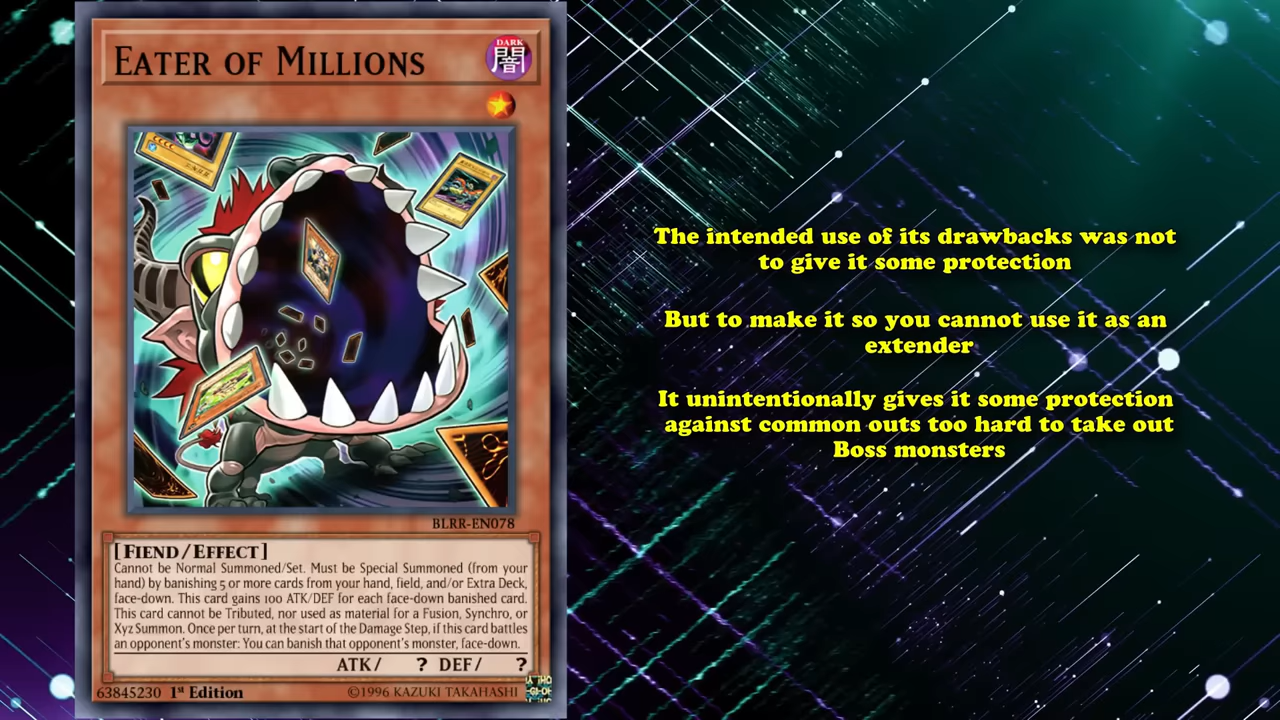 EATER OF MILLIONS
DARK
闇
BLRR-EN078
[FIEND/EFFECT]
Cannot be Normal Summoned/Set. Must be Special Summoned (from your
hand) by banishing 5 or more cards from your hand, field, and/or Extra Deck,
face-down. This card gains 100 ATK/DEF for each face-down banished card.
This card cannot be Tributed, nor used as material for a Fusion, Synchro, or
Xyz Summon. Once per turn, at the start of the Damage Step, if this card battles
an opponent's monster: You can banish that opponent's monster, face-down.
ATK/ ? DEF/ ?
63845230 1st Edition ©1996 KAZUKI TAKAHASHI
The intended use of its drawbacks was not
to give it some protection
But to make it so you cannot use it as an
extender
It unintentionally gives it some protection
against common outs too hard to take out
Boss monsters